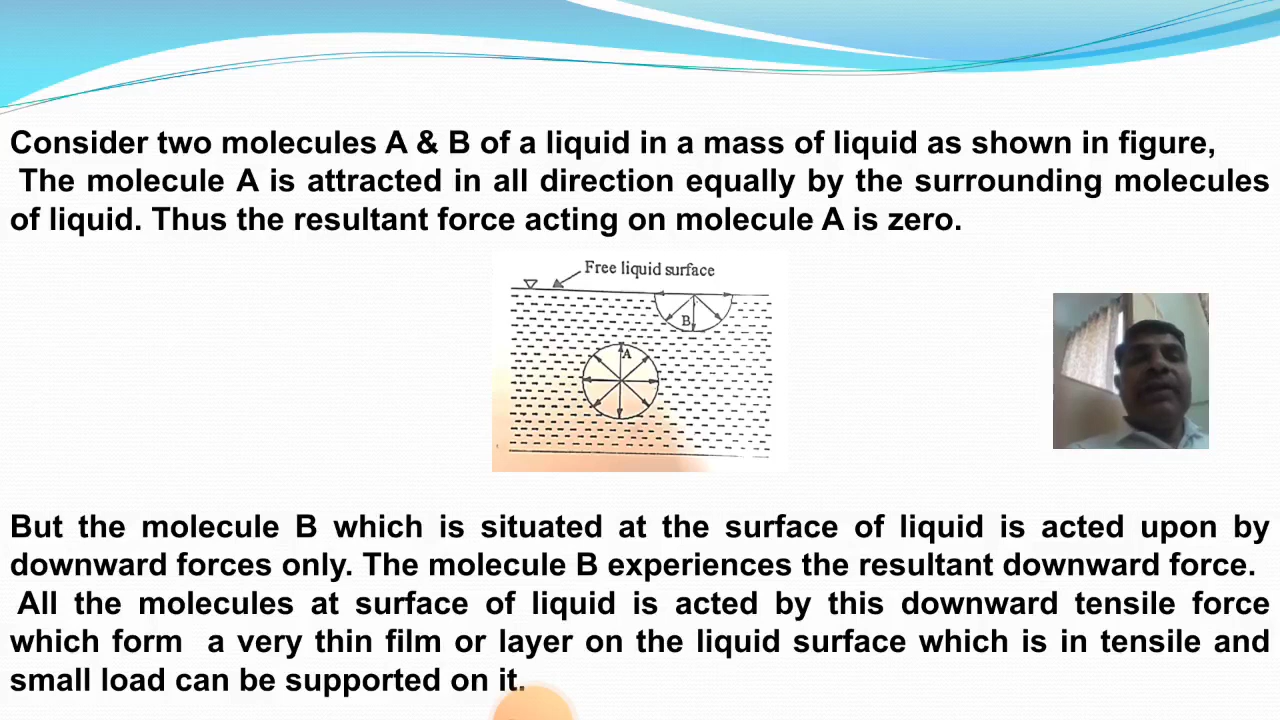 Consider two molecules A & B of a liquid in a mass of liquid as shown in figure,
The molecule A is attracted in all direction equally by the surrounding molecules
of liquid. Thus the resultant force acting on molecule A is zero.
Free liquid surface
B
A
But the molecule B which is situated at the surface of liquid is acted upon by
downward forces only. The molecule B experiences the resultant downward force.
All the molecules at surface of liquid is acted by this downward tensile force
which form a very thin film or layer on the liquid surface which is in tensile and
small load can be supported on it.